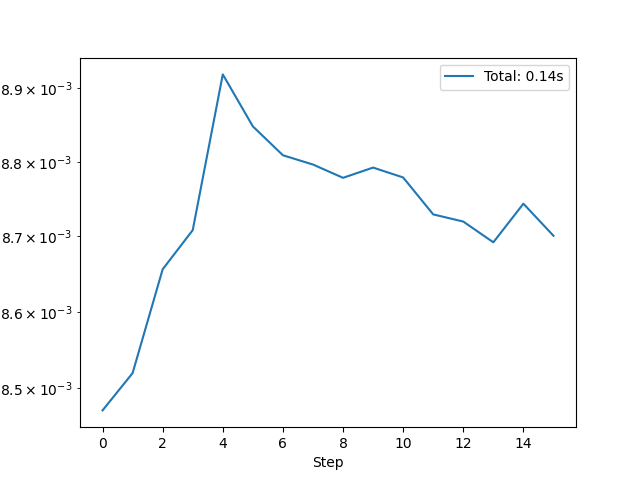 Total: 0.14s
8.9 × 10⁻³
8.8 × 10⁻³
8.7 × 10⁻³
8.6 × 10⁻³
8.5 × 10⁻³
0 2 4 6 8 10 12 14
Step